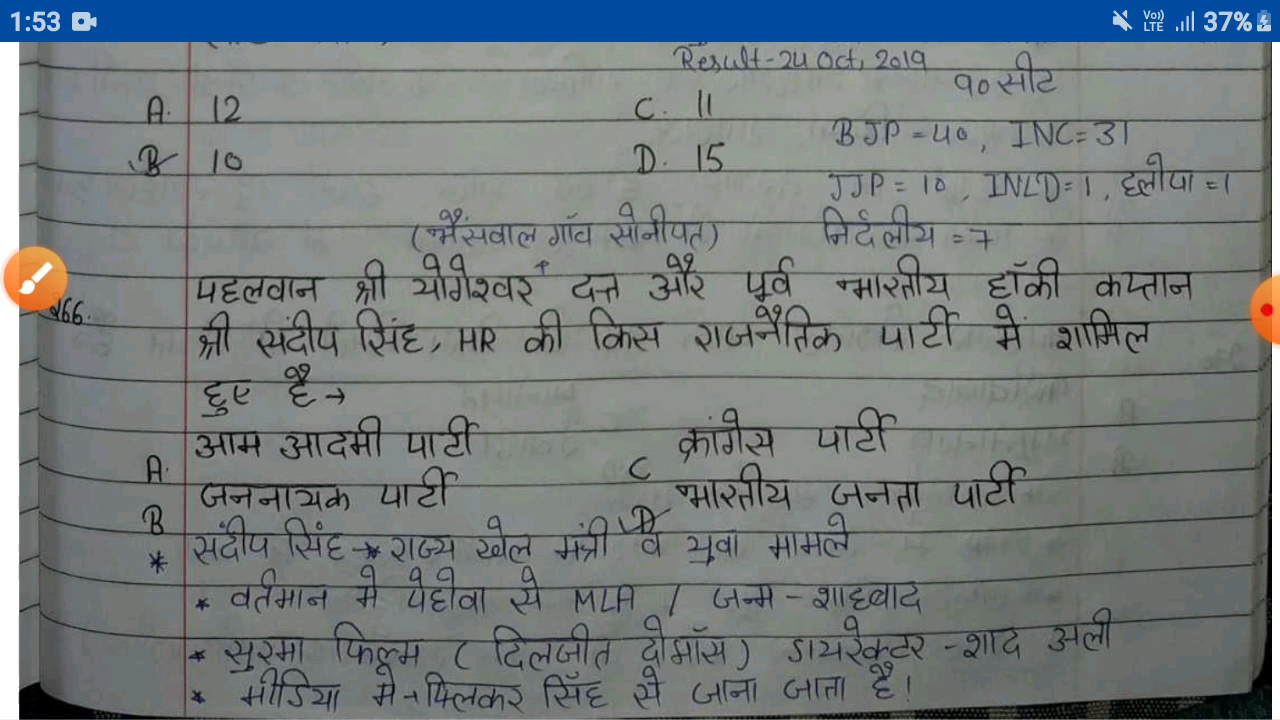 1:53
Vo)) LTE
37%
Result-24 Oct, 2019
90 सीट
A. 12
C. 11
BJP = 40, INC = 31
B 10
D. 15
JJP = 10, INLD = 1, हलोपा = 1
(भैंसवाल गाँव सोनीपत) निर्दलीय = 7
266. पहलवान श्री योगेश्वर दत्त और पूर्व भारतीय हॉकी कप्तान
श्री संदीप सिंह, HR की किस राजनैतिक पार्टी में शामिल
हुए है →
A. आम आदमी पार्टी
C क्रांगेस पार्टी
B जननायक पार्टी
D भारतीय जनता पार्टी
* संदीप सिंह → * राज्य खेल मंत्री व युवा मामले
* वर्तमान मे पेहोवा से MLA / जन्म - शाहबाद
* सुरमा फिल्म ( दिलजीत दोसाँस) डायरेक्टर - शाद अली
* मीडिया मे → फ्लिकर सिँह से जाना जाता है।